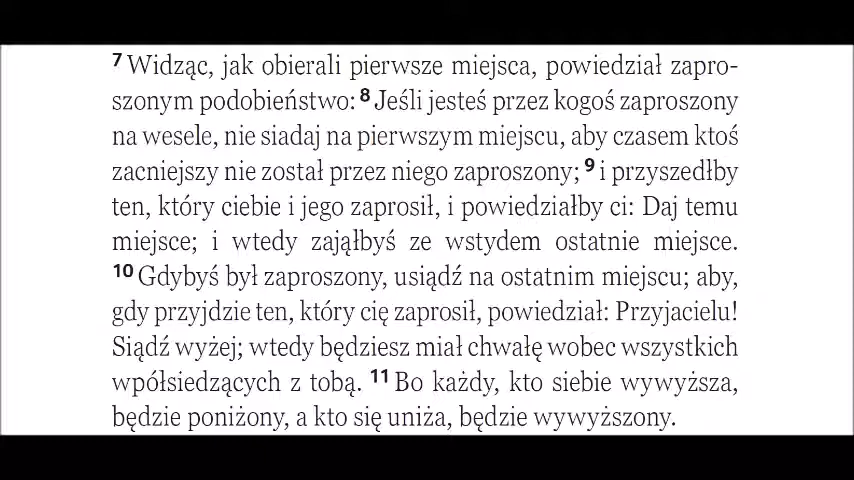 7 Widząc, jak obierali pierwsze miejsca, powiedział zapro-
szonym podobieństwo: 8 Jeśli jesteś przez kogoś zaproszony
na wesele, nie siadaj na pierwszym miejscu, aby czasem ktoś
zacniejszy nie został przez niego zaproszony; 9 i przyszedłby
ten, który ciebie i jego zaprosił, i powiedziałby ci: Daj temu
miejsce; i wtedy zająłbyś ze wstydem ostatnie miejsce.
10 Gdybyś był zaproszony, usiądź na ostatnim miejscu; aby,
gdy przyjdzie ten, który cię zaprosił, powiedział: Przyjacielu!
Siądź wyżej; wtedy będziesz miał chwałę wobec wszystkich
wpółsiedzących z tobą. 11 Bo każdy, kto siebie wywyższa,
będzie poniżony, a kto się uniża, będzie wywyższony.